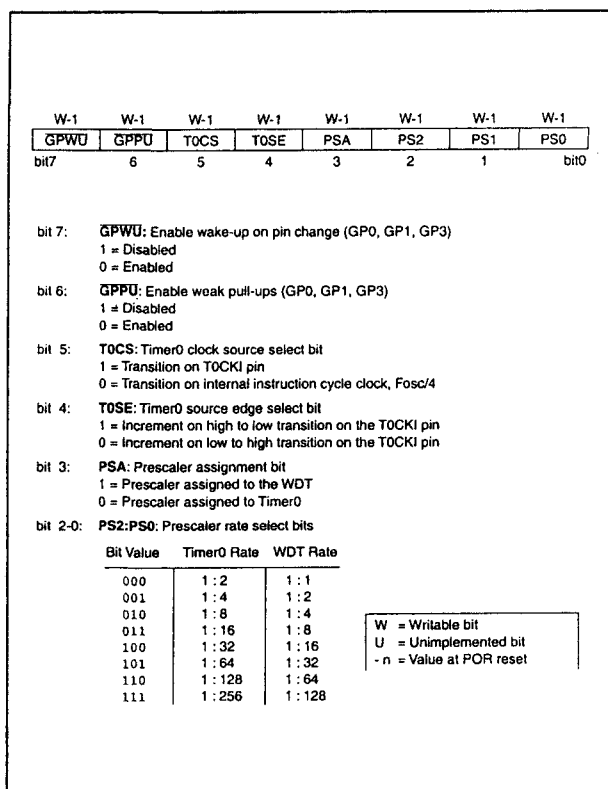 W-1 W-1 W-1 W-1 W-1 W-1 W-1 W-1
GPWU GPPU T0CS T0SE PSA PS2 PS1 PS0
bit7 6 5 4 3 2 1 bit0
bit 7: GPWU: Enable wake-up on pin change (GP0, GP1, GP3)
1 = Disabled
0 = Enabled
bit 6: GPPU: Enable weak pull-ups (GP0, GP1, GP3)
1 = Disabled
0 = Enabled
bit 5: T0CS: Timer0 clock source select bit
1 = Transition on T0CKI pin
0 = Transition on internal instruction cycle clock, Fosc/4
bit 4: T0SE: Timer0 source edge select bit
1 = Increment on high to low transition on the T0CKI pin
0 = Increment on low to high transition on the T0CKI pin
bit 3: PSA: Prescaler assignment bit
1 = Prescaler assigned to the WDT
0 = Prescaler assigned to Timer0
bit 2-0: PS2:PS0: Prescaler rate select bits
Bit Value Timer0 Rate WDT Rate
000 1 : 2 1 : 1
001 1 : 4 1 : 2
010 1 : 8 1 : 4
011 1 : 16 1 : 8
100 1 : 32 1 : 16
101 1 : 64 1 : 32
110 1 : 128 1 : 64
111 1 : 256 1 : 128
W = Writable bit
U = Unimplemented bit
- n = Value at POR reset